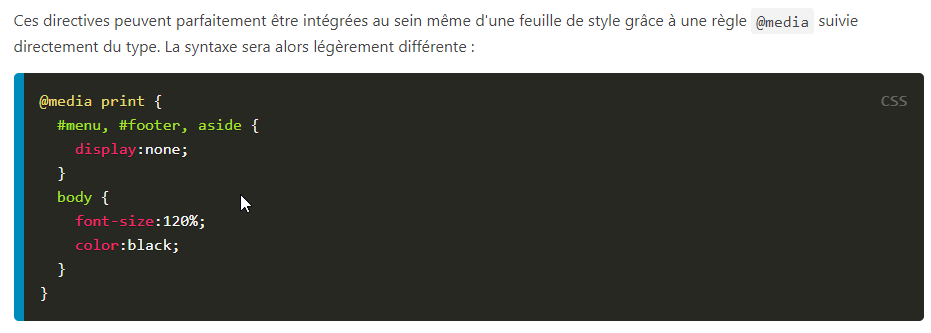 Ces directives peuvent parfaitement être intégrées au sein même d'une feuille de style grâce à une règle @media suivie
directement du type. La syntaxe sera alors légèrement différente :
CSS
@media print {
  #menu, #footer, aside {
    display:none;
  }
  body {
    font-size:120%;
    color:black;
  }
}